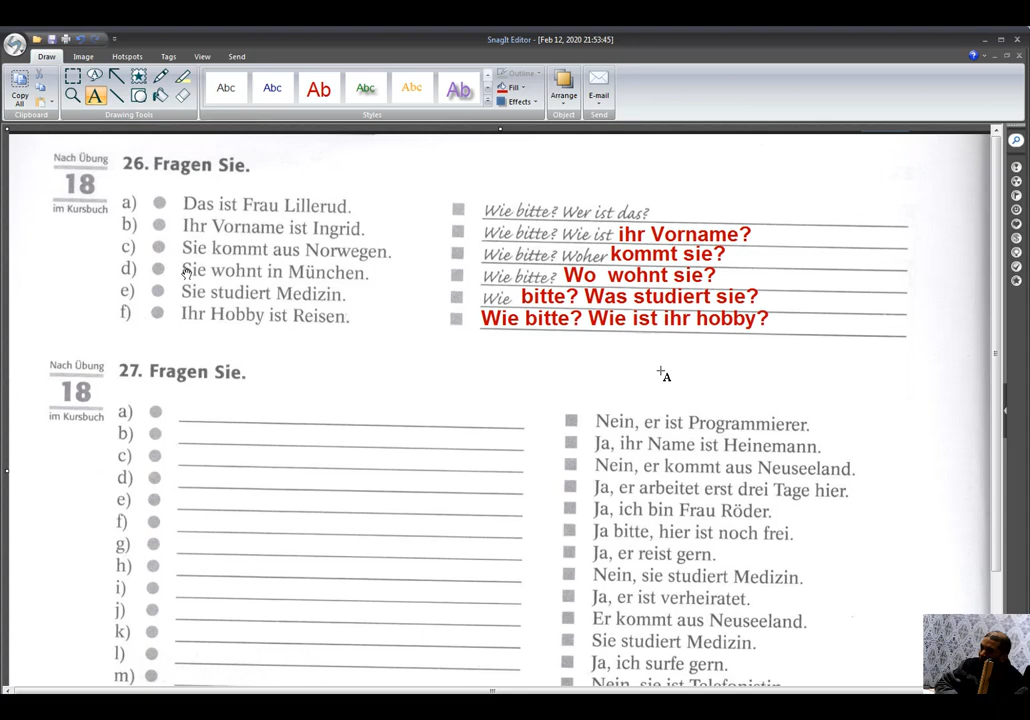 SnagIt Editor - [Feb 12, 2020 21:53:45]
Draw Image Hotspots Tags View Send
Copy All
Abc Abc Abc Abc Abc Abc
Outline
Fill
Effects
Arrange
E-mail
Clipboard Drawing Tools Styles Object Send
Nach Übung
18
im Kursbuch
26. Fragen Sie.
a) Das ist Frau Lillerud. Wie bitte? Wer ist das?
b) Ihr Vorname ist Ingrid. Wie bitte? Wie ist ihr Vorname?
c) Sie kommt aus Norwegen. Wie bitte? Woher kommt sie?
d) Sie wohnt in München. Wie bitte? Wo wohnt sie?
e) Sie studiert Medizin. Wie bitte? Was studiert sie?
f) Ihr Hobby ist Reisen. Wie bitte? Wie ist ihr hobby?
Nach Übung
18
im Kursbuch
27. Fragen Sie.
a) Nein, er ist Programmierer.
b) Ja, ihr Name ist Heinemann.
c) Nein, er kommt aus Neuseeland.
d) Ja, er arbeitet erst drei Tage hier.
e) Ja, ich bin Frau Röder.
f) Ja bitte, hier ist noch frei.
g) Ja, er reist gern.
h) Nein, sie studiert Medizin.
i) Ja, er ist verheiratet.
j) Er kommt aus Neuseeland.
k) Sie studiert Medizin.
l) Ja, ich surfe gern.
m) Nein, sie ist Telefonistin.